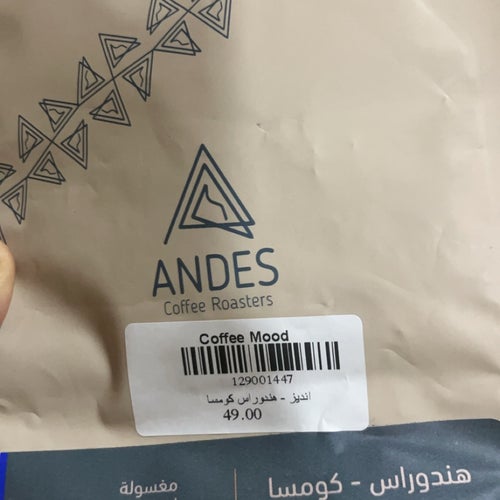 ANDES
Coffee Roasters
Coffee Mood
129001447
انديز - هندوراس كومسا
49.00
هندوراس - كومسا | مغسولة